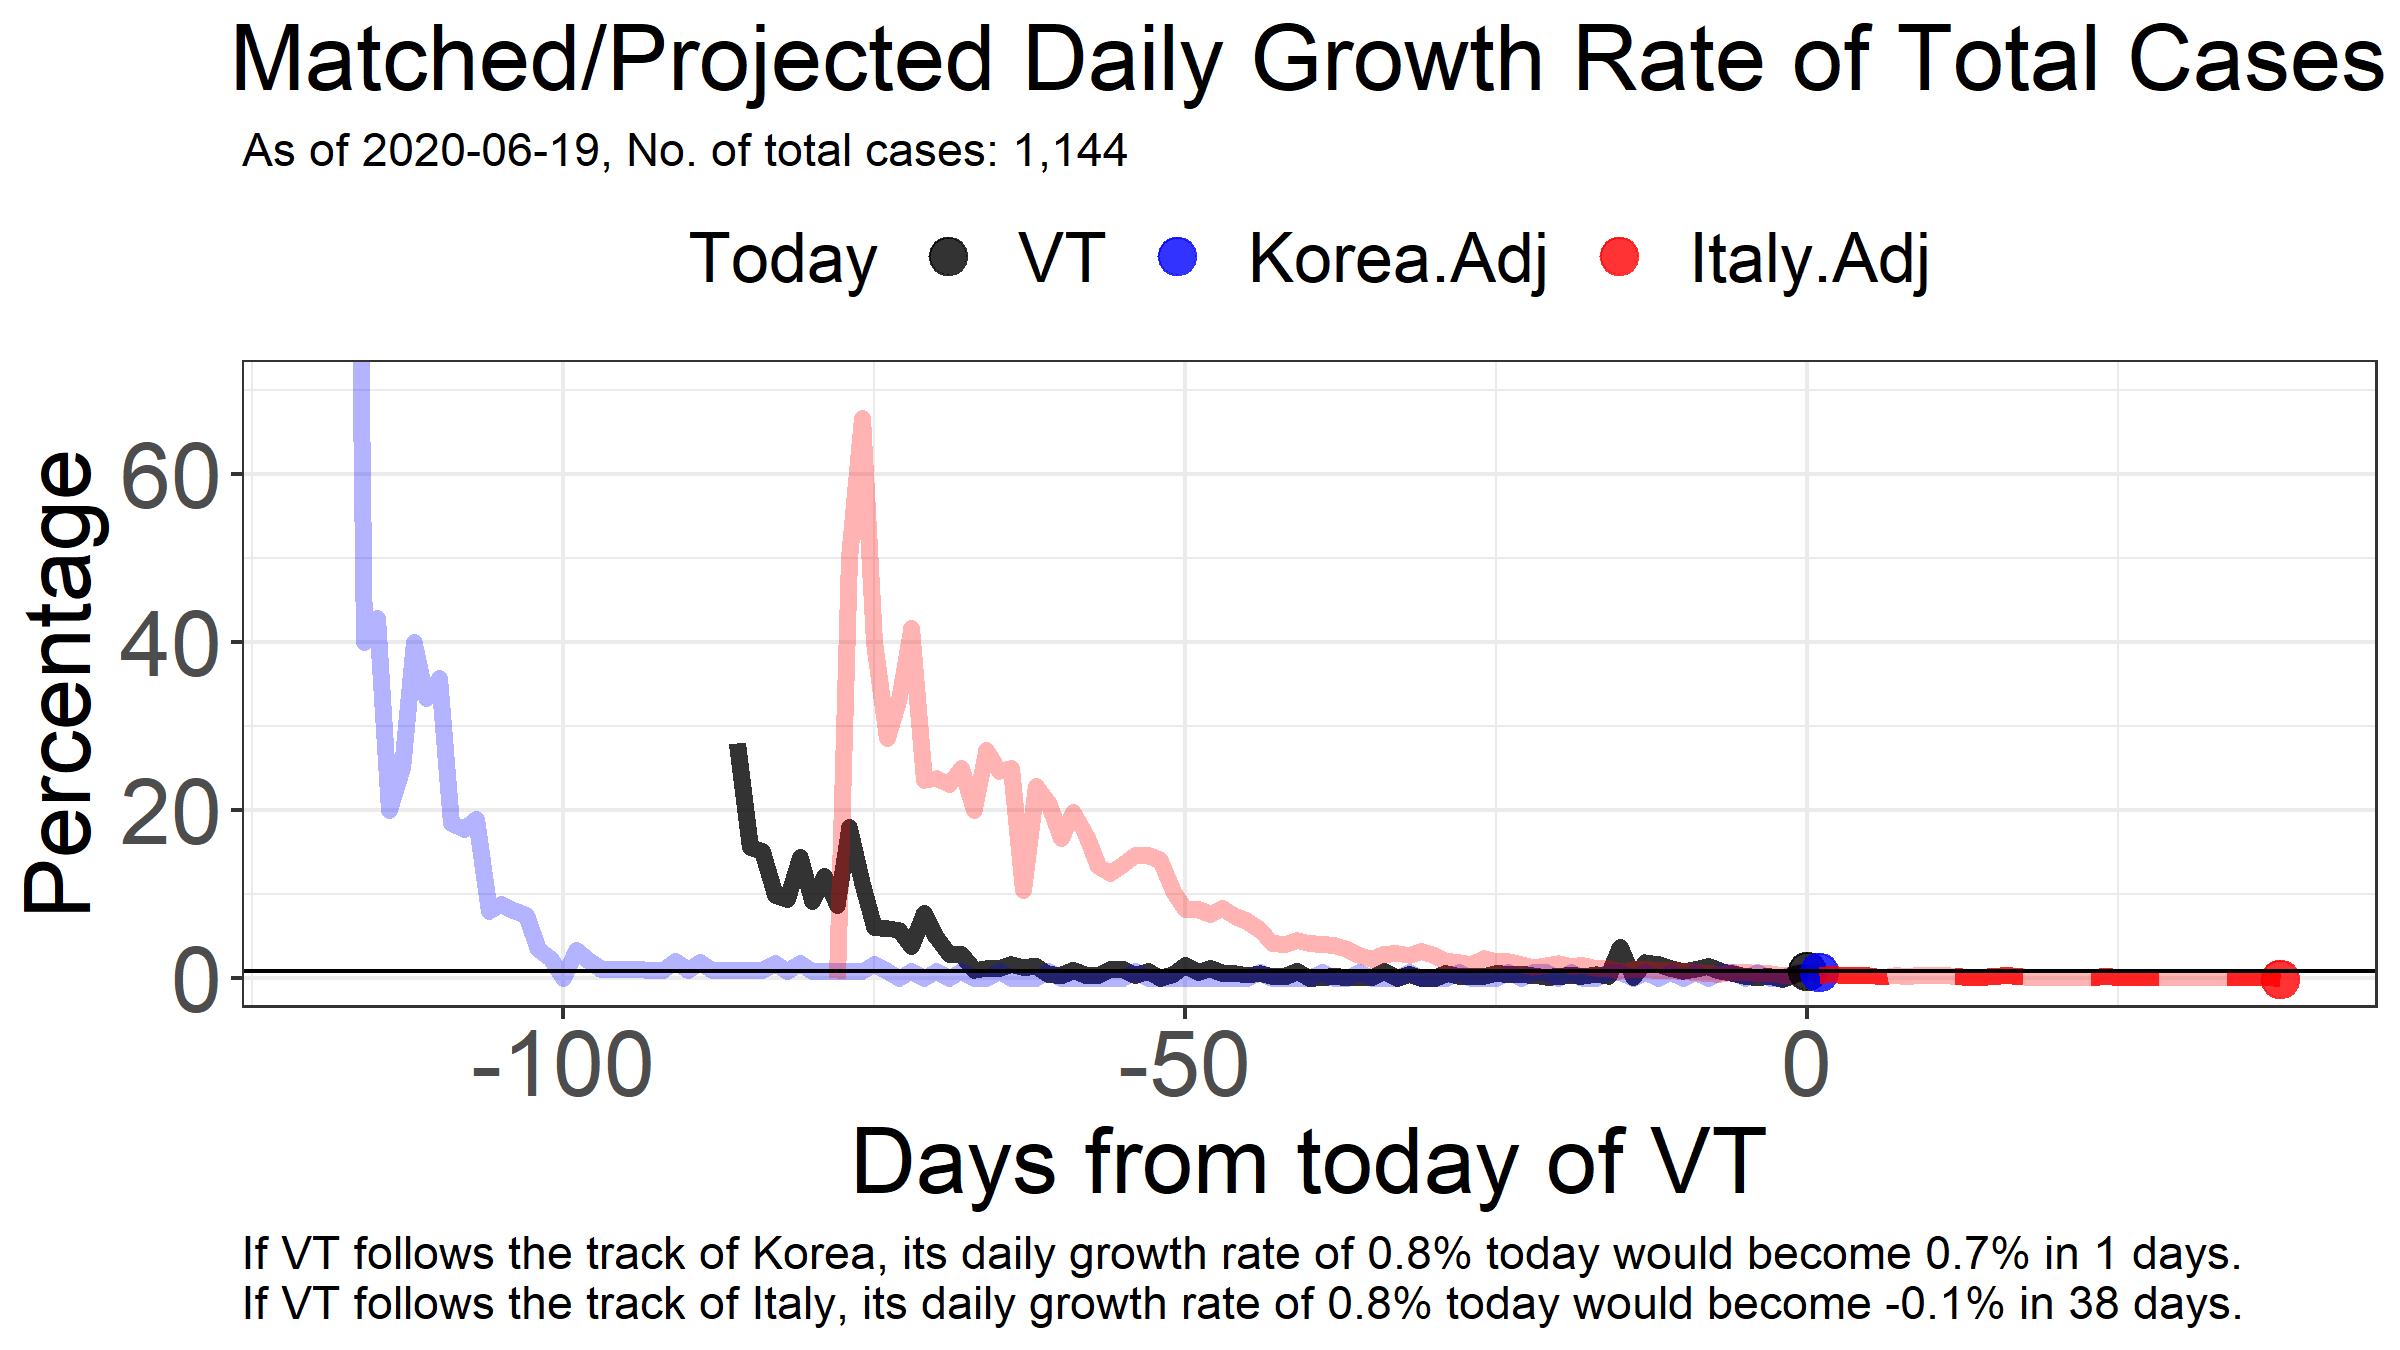 Matched/Projected Daily Growth Rate of Total Cases
As of 2020-06-19, No. of total cases: 1,144
Today VT Korea.Adj Italy.Adj
Percentage
60
40
20
0
-100 -50 0
Days from today of VT
If VT follows the track of Korea, its daily growth rate of 0.8% today would become 0.7% in 1 days.
If VT follows the track of Italy, its daily growth rate of 0.8% today would become -0.1% in 38 days.